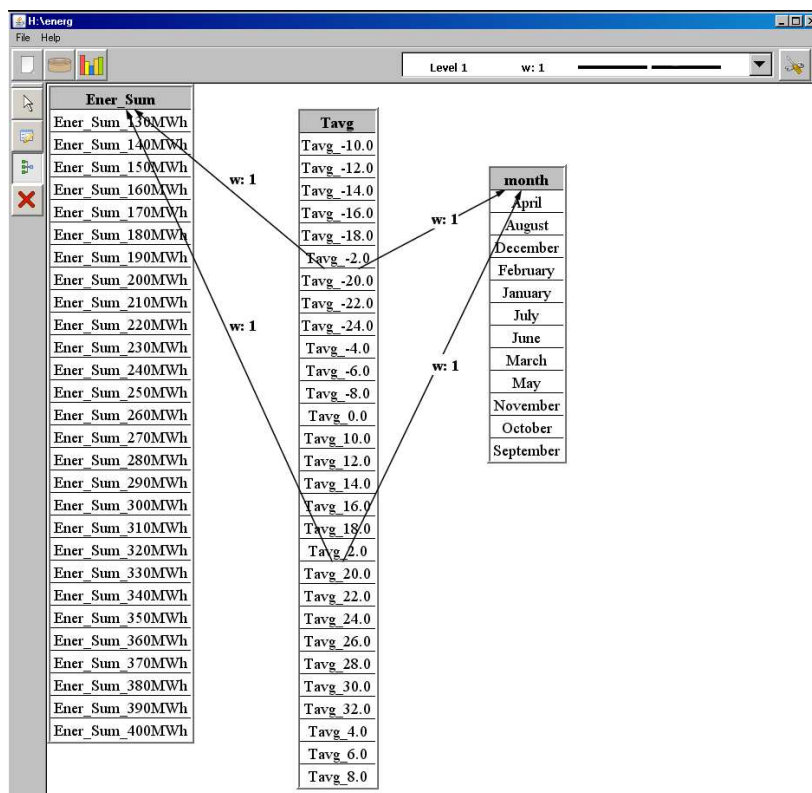 H:\energ
File Help
Level 1 w: 1
Ener_Sum
Ener_Sum_130MWh
Ener_Sum_140MWh
Ener_Sum_150MWh
Ener_Sum_160MWh
Ener_Sum_170MWh
Ener_Sum_180MWh
Ener_Sum_190MWh
Ener_Sum_200MWh
Ener_Sum_210MWh
Ener_Sum_220MWh
Ener_Sum_230MWh
Ener_Sum_240MWh
Ener_Sum_250MWh
Ener_Sum_260MWh
Ener_Sum_270MWh
Ener_Sum_280MWh
Ener_Sum_290MWh
Ener_Sum_300MWh
Ener_Sum_310MWh
Ener_Sum_320MWh
Ener_Sum_330MWh
Ener_Sum_340MWh
Ener_Sum_350MWh
Ener_Sum_360MWh
Ener_Sum_370MWh
Ener_Sum_380MWh
Ener_Sum_390MWh
Ener_Sum_400MWh
w: 1
w: 1
Tavg
Tavg_-10.0
Tavg_-12.0
Tavg_-14.0
Tavg_-16.0
Tavg_-18.0
Tavg_-2.0
Tavg_-20.0
Tavg_-22.0
Tavg_-24.0
Tavg_-4.0
Tavg_-6.0
Tavg_-8.0
Tavg_0.0
Tavg_10.0
Tavg_12.0
Tavg_14.0
Tavg_16.0
Tavg_18.0
Tavg_2.0
Tavg_20.0
Tavg_22.0
Tavg_24.0
Tavg_26.0
Tavg_28.0
Tavg_30.0
Tavg_32.0
Tavg_4.0
Tavg_6.0
Tavg_8.0
w: 1
w: 1
month
April
August
December
February
January
July
June
March
May
November
October
September